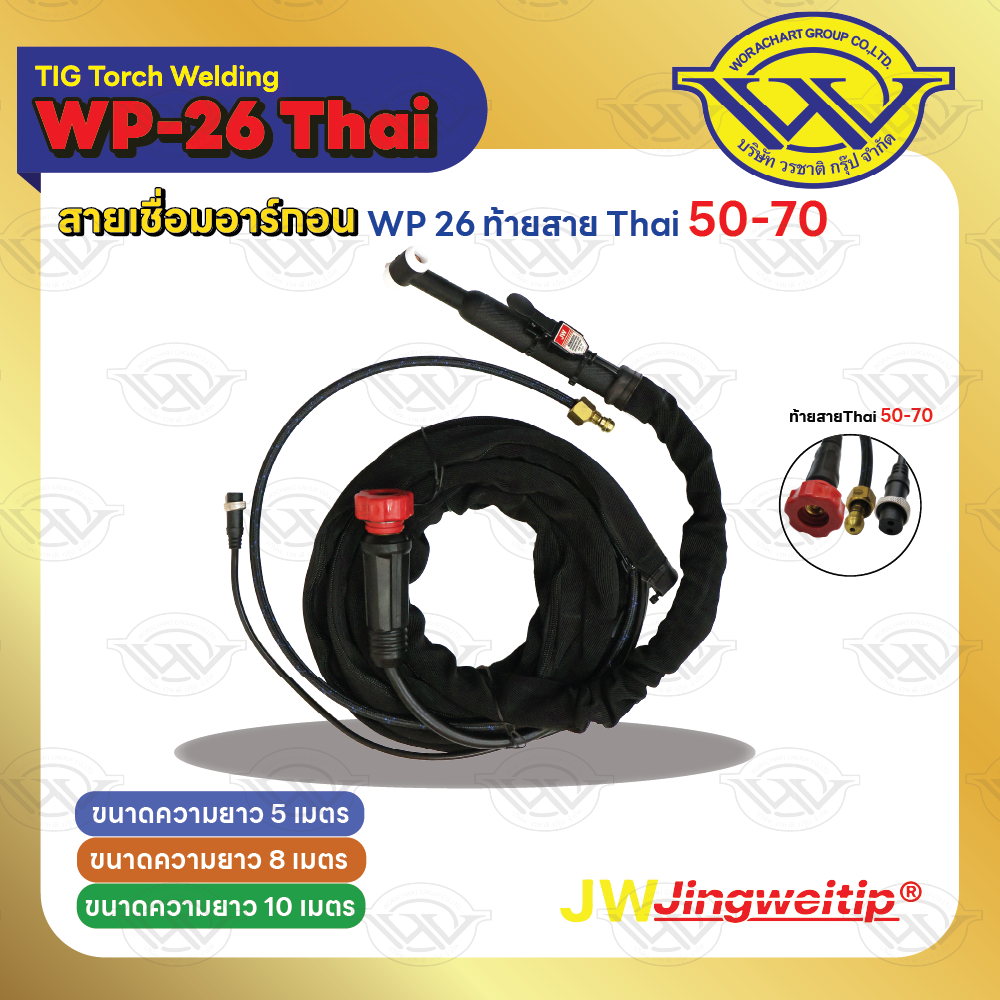 TIG Torch Welding
WP-26 Thai
WORACHART GROUP CO.,LTD.
บริษัท วรชาติ กรุ๊ป จำกัด
สายเชื่อมอาร์กอน WP 26 ท้ายสาย Thai 50-70
JW
ท้ายสายThai 50-70
ขนาดความยาว 5 เมตร
ขนาดความยาว 8 เมตร
ขนาดความยาว 10 เมตร
JWJingweitip®